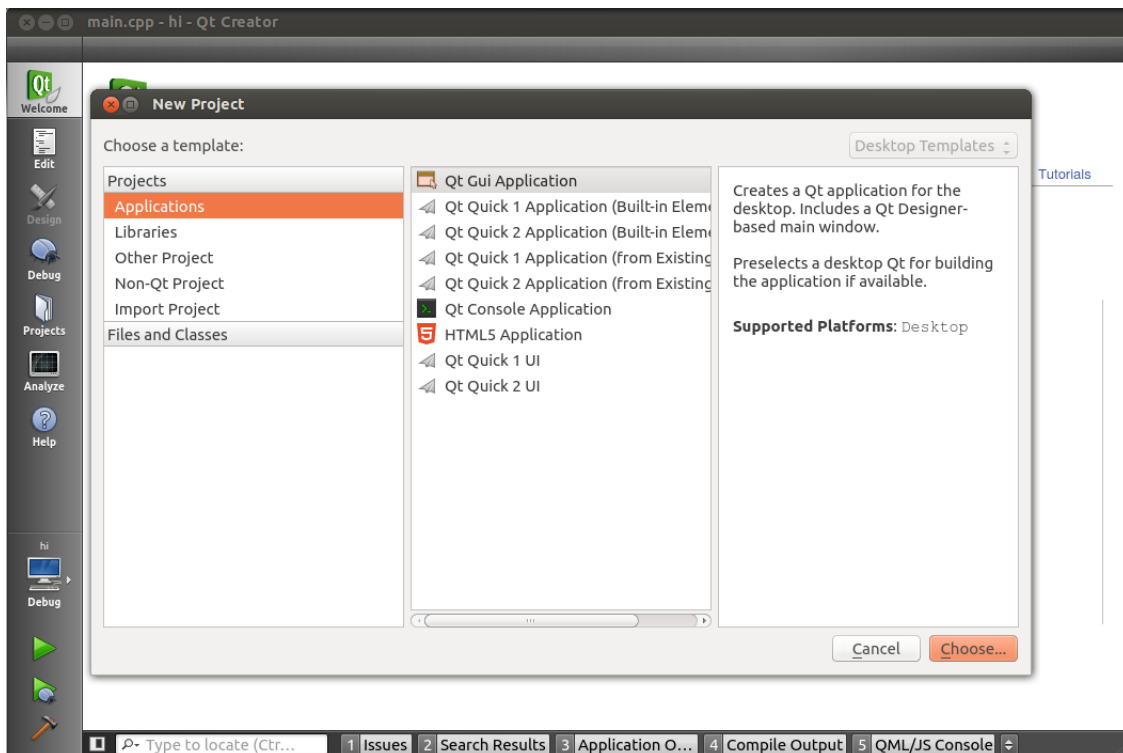 main.cpp - hi - Qt Creator
Qt
Welcome
Edit
Design
Debug
Projects
Analyze
Help
hi
Debug
New Project
Choose a template:
Desktop Templates
Projects
Applications
Libraries
Other Project
Non-Qt Project
Import Project
Files and Classes
Qt Gui Application
Qt Quick 1 Application (Built-in Elem
Qt Quick 2 Application (Built-in Elem
Qt Quick 1 Application (from Existing
Qt Quick 2 Application (from Existing
Qt Console Application
5 HTML5 Application
Qt Quick 1 UI
Qt Quick 2 UI
Creates a Qt application for the
desktop. Includes a Qt Designer-
based main window.
Preselects a desktop Qt for building
the application if available.
Supported Platforms: Desktop
Tutorials
Cancel
Choose...
Type to locate (Ctr...
1 Issues
2 Search Results
3 Application O...
4 Compile Output
5 QML/JS Console